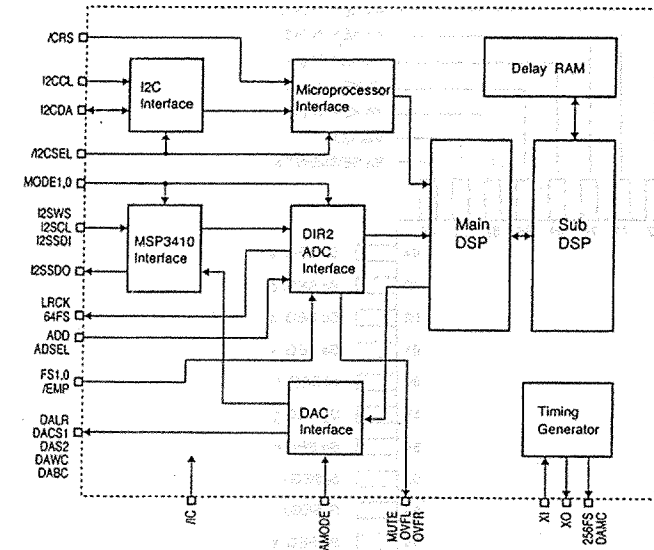 /CRS
I2CCL
I2CDA
/I2CSEL
MODE1,0
I2SWS
I2SCL
I2SSDI
I2SSDO
LRCK
64FS
ADD
ADSEL
FS1,0
/EMP
DALR
DACS1
DAS2
DAWC
DABC
I2C
Interface
Microprocessor
Interface
Delay RAM
MSP3410
Interface
DIR2
ADC
Interface
Main
DSP
Sub
DSP
DAC
Interface
Timing
Generator
/IC
AMODE
MUTE
OVFL
OVFR
XI
XO
256FS
DAMC